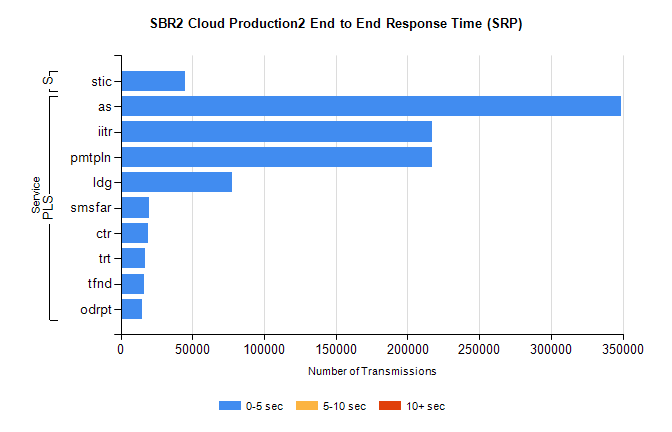 SBR2 Cloud Production2 End to End Response Time (SRP)
S
stic
as
iitr
pmtpln
ldg
smsfar
ctr
trt
tfnd
odrpt
Service
PLS
0 50000 100000 150000 200000 250000 300000 350000
Number of Transmissions
0-5 sec 5-10 sec 10+ sec